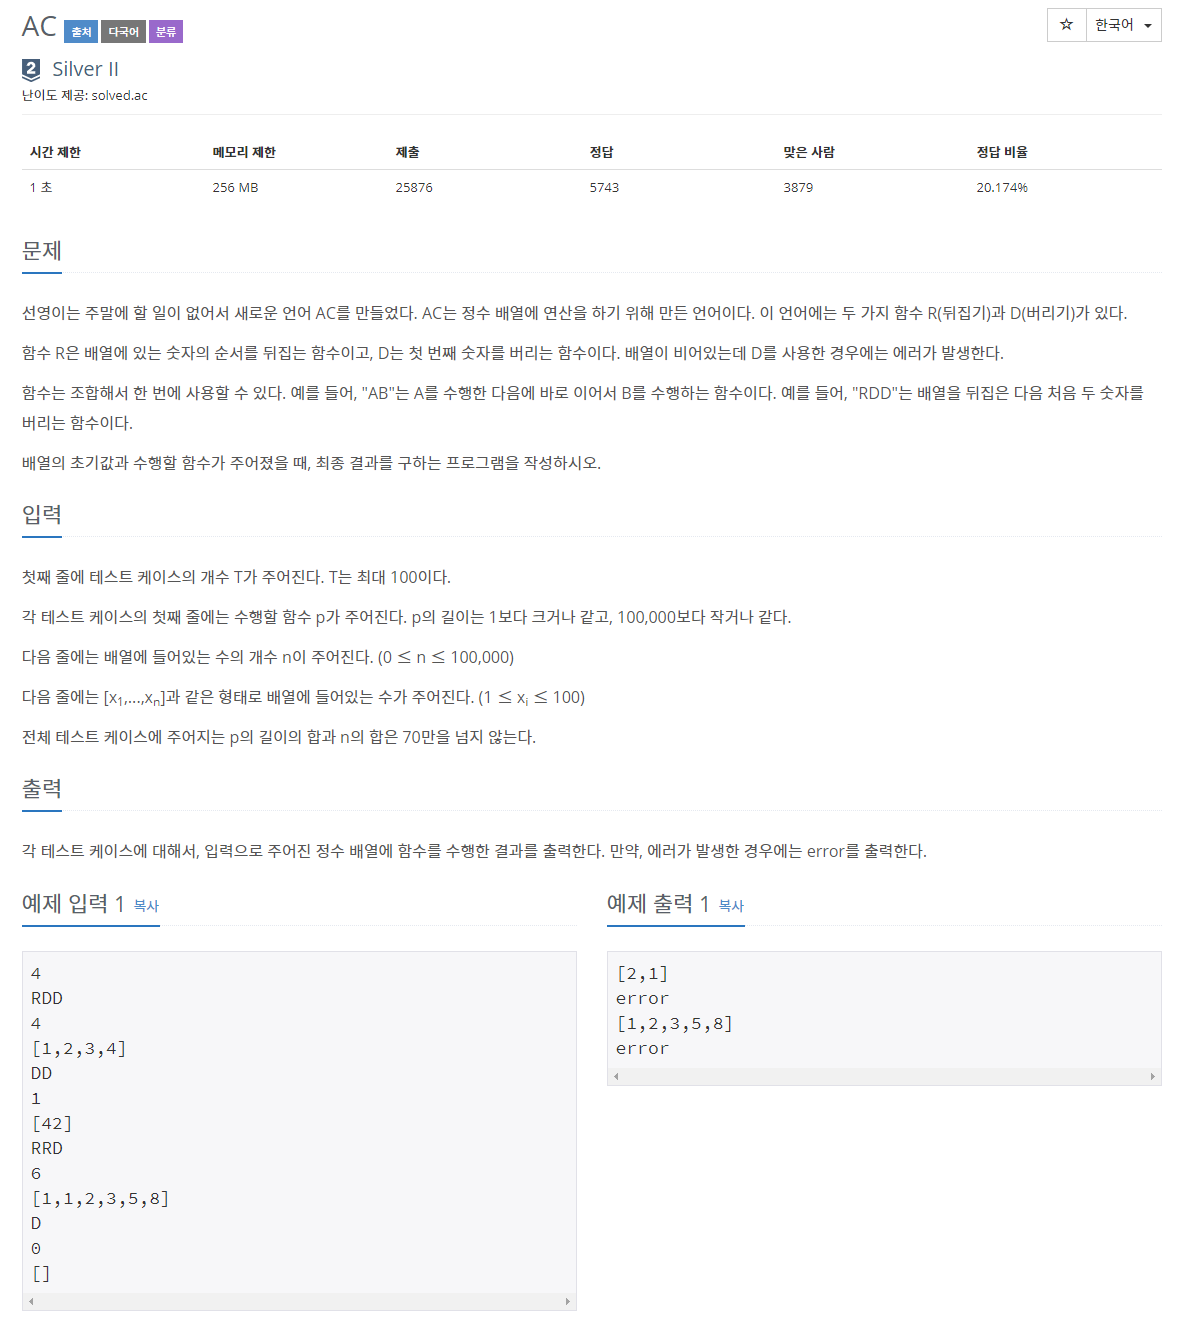 AC 출처 다국어 분류
☆ 한국어
2 Silver II
난이도 제공: solved.ac
시간 제한 메모리 제한 제출 정답 맞은 사람 정답 비율
1 초 256 MB 25876 5743 3879 20.174%
문제
선영이는 주말에 할 일이 없어서 새로운 언어 AC를 만들었다. AC는 정수 배열에 연산을 하기 위해 만든 언어이다. 이 언어에는 두 가지 함수 R(뒤집기)과 D(버리기)가 있다.
함수 R은 배열에 있는 숫자의 순서를 뒤집는 함수이고, D는 첫 번째 숫자를 버리는 함수이다. 배열이 비어있는데 D를 사용한 경우에는 에러가 발생한다.
함수는 조합해서 한 번에 사용할 수 있다. 예를 들어, "AB"는 A를 수행한 다음에 바로 이어서 B를 수행하는 함수이다. 예를 들어, "RDD"는 배열을 뒤집은 다음 처음 두 숫자를
버리는 함수이다.
배열의 초기값과 수행할 함수가 주어졌을 때, 최종 결과를 구하는 프로그램을 작성하시오.
입력
첫째 줄에 테스트 케이스의 개수 T가 주어진다. T는 최대 100이다.
각 테스트 케이스의 첫째 줄에는 수행할 함수 p가 주어진다. p의 길이는 1보다 크거나 같고, 100,000보다 작거나 같다.
다음 줄에는 배열에 들어있는 수의 개수 n이 주어진다. (0 ≤ n ≤ 100,000)
다음 줄에는 [x1,...,xn]과 같은 형태로 배열에 들어있는 수가 주어진다. (1 ≤ xi ≤ 100)
전체 테스트 케이스에 주어지는 p의 길이의 합과 n의 합은 70만을 넘지 않는다.
출력
각 테스트 케이스에 대해서, 입력으로 주어진 정수 배열에 함수를 수행한 결과를 출력한다. 만약, 에러가 발생한 경우에는 error를 출력한다.
예제 입력 1 복사
4
RDD
4
[1,2,3,4]
DD
1
[42]
RRD
6
[1,1,2,3,5,8]
D
0
[]
예제 출력 1 복사
[2,1]
error
[1,2,3,5,8]
error